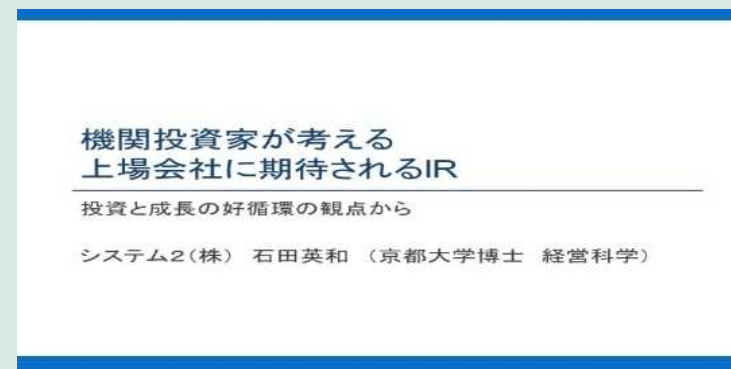 機関投資家が考える
上場会社に期待されるIR
投資と成長の好循環の観点から
システム2(株) 石田英和 (京都大学博士 経営科学)